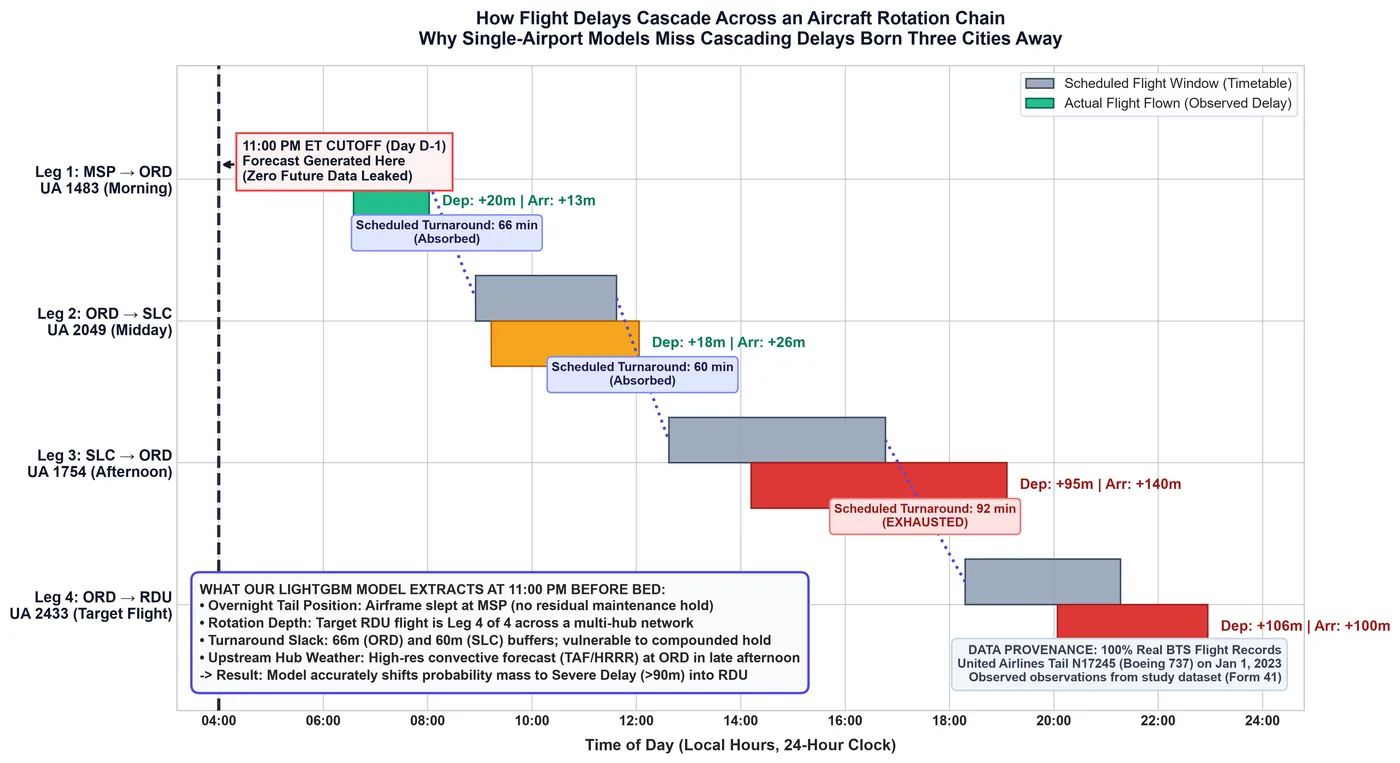 How Flight Delays Cascade Across an Aircraft Rotation Chain
Why Single-Airport Models Miss Cascading Delays Born Three Cities Away
Scheduled Flight Window (Timetable)
Actual Flight Flown (Observed Delay)
11:00 PM ET CUTOFF (Day D-1)
Forecast Generated Here
(Zero Future Data Leaked)
Leg 1: MSP → ORD
UA 1483 (Morning)
Dep: +20m | Arr: +13m
Scheduled Turnaround: 66 min
(Absorbed)
Leg 2: ORD → SLC
UA 2049 (Midday)
Dep: +18m | Arr: +26m
Scheduled Turnaround: 60 min
(Absorbed)
Leg 3: SLC → ORD
UA 1754 (Afternoon)
Dep: +95m | Arr: +140m
Scheduled Turnaround: 92 min
(EXHAUSTED)
Leg 4: ORD → RDU
UA 2433 (Target Flight)
Dep: +106m | Arr: +100m
WHAT OUR LIGHTGBM MODEL EXTRACTS AT 11:00 PM BEFORE BED:
• Overnight Tail Position: Airframe slept at MSP (no residual maintenance hold)
• Rotation Depth: Target RDU flight is Leg 4 of 4 across a multi-hub network
• Turnaround Slack: 66m (ORD) and 60m (SLC) buffers; vulnerable to compounded hold
• Upstream Hub Weather: High-res convective forecast (TAF/HRRR) at ORD in late afternoon
-> Result: Model accurately shifts probability mass to Severe Delay (>90m) into RDU
DATA PROVENANCE: 100% Real BTS Flight Records
United Airlines Tail N17245 (Boeing 737) on Jan 1, 2023
Observed observations from study dataset (Form 41)
04:00 06:00 08:00 10:00 12:00 14:00 16:00 18:00 20:00 22:00 24:00
Time of Day (Local Hours, 24-Hour Clock)